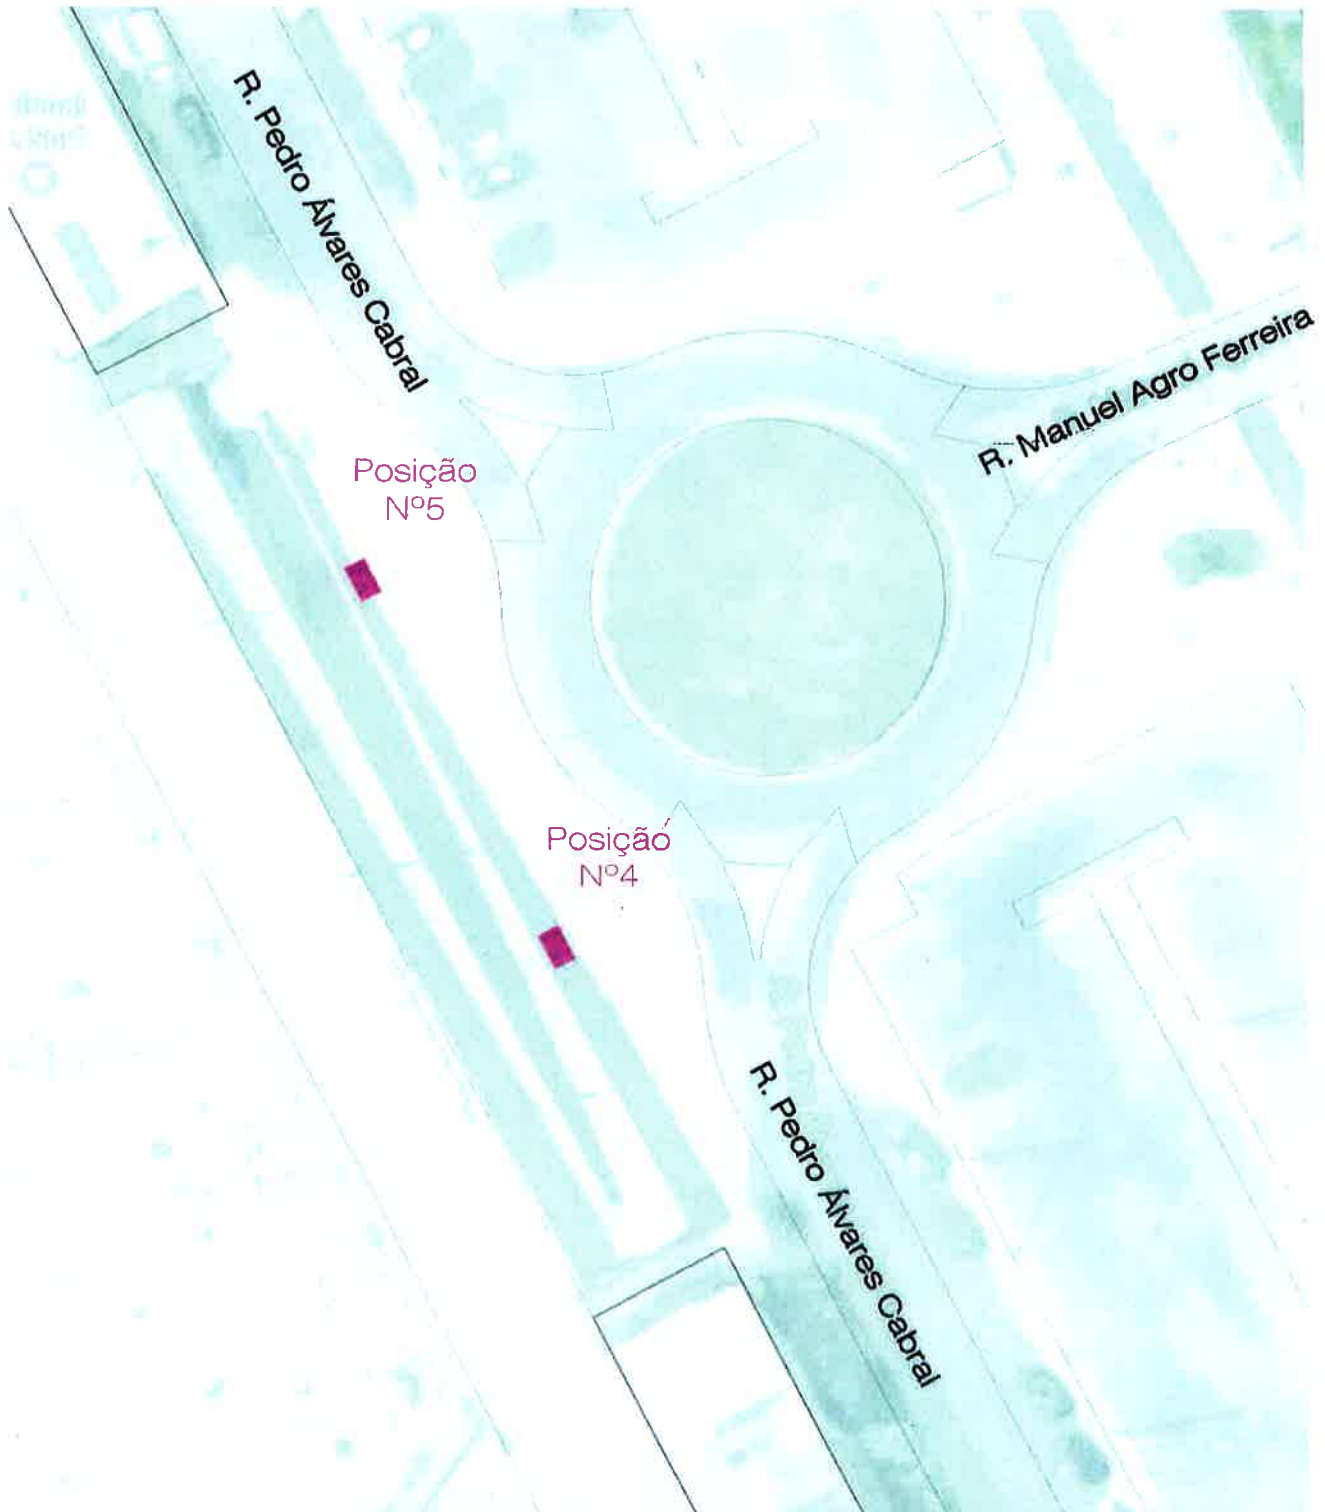 R. Pedro Álvares Cabral
R. Manuel Agro Ferreira
Posição
Nº5
Posição
Nº4
R. Pedro Álvares Cabral